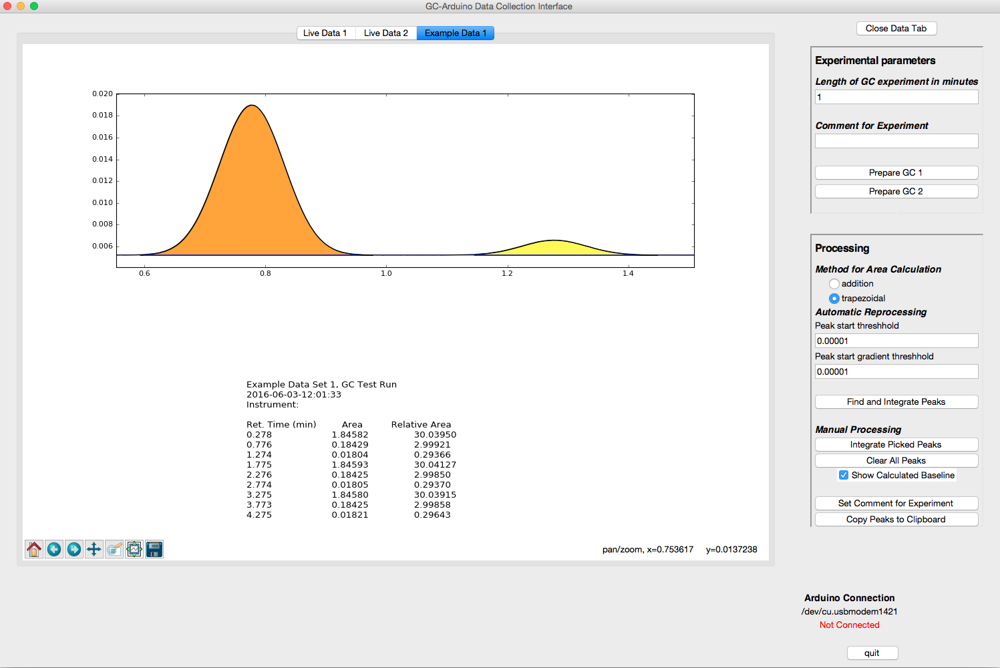 GC-Arduino Data Collection Interface
Live Data 1 Live Data 2 Example Data 1
Close Data Tab
0.020
0.018
0.016
0.014
0.012
0.010
0.008
0.006
0.6 0.8 1.0 1.2 1.4
Example Data Set 1, GC Test Run
2016-06-03-12:01:33
Instrument:
Ret. Time (min) Area Relative Area
0.278 1.84582 30.03950
0.776 0.18429 2.99921
1.274 0.01804 0.29366
1.775 1.84593 30.04127
2.276 0.18425 2.99850
2.774 0.01805 0.29370
3.275 1.84580 30.03915
3.773 0.18425 2.99858
4.275 0.01821 0.29643
pan/zoom, x=0.753617 y=0.0137238
Experimental parameters
Length of GC experiment in minutes
1
Comment for Experiment
Prepare GC 1
Prepare GC 2
Processing
Method for Area Calculation
addition
trapezoidal
Automatic Reprocessing
Peak start threshhold
0.00001
Peak start gradient threshhold
0.00001
Find and Integrate Peaks
Manual Processing
Integrate Picked Peaks
Clear All Peaks
Show Calculated Baseline
Set Comment for Experiment
Copy Peaks to Clipboard
Arduino Connection
/dev/cu.usbmodem1421
Not Connected
quit